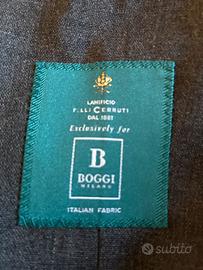 LANIFICIO
F.LLI CERRUTI
DAL 1881
Exclusively for
B
BOGGI
MILANO
ITALIAN FABRIC
subito